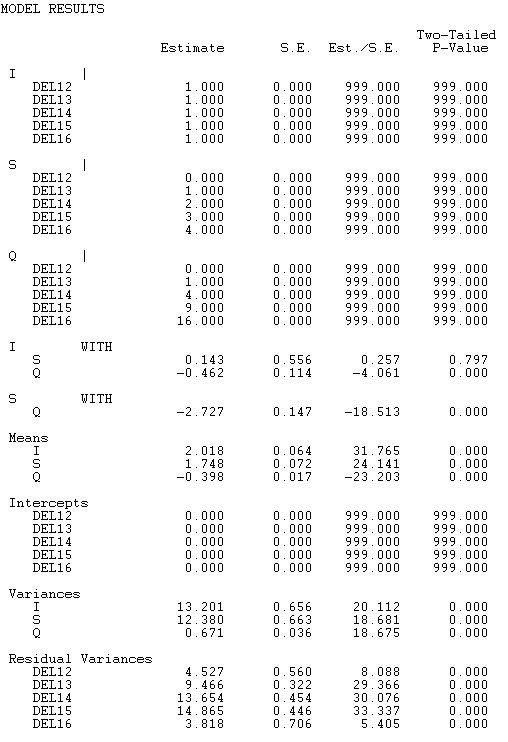 MODEL RESULTS
Two-Tailed
Estimate S.E. Est./S.E. P-Value
I |
DEL12 1.000 0.000 999.000 999.000
DEL13 1.000 0.000 999.000 999.000
DEL14 1.000 0.000 999.000 999.000
DEL15 1.000 0.000 999.000 999.000
DEL16 1.000 0.000 999.000 999.000
S |
DEL12 0.000 0.000 999.000 999.000
DEL13 1.000 0.000 999.000 999.000
DEL14 2.000 0.000 999.000 999.000
DEL15 3.000 0.000 999.000 999.000
DEL16 4.000 0.000 999.000 999.000
Q |
DEL12 0.000 0.000 999.000 999.000
DEL13 1.000 0.000 999.000 999.000
DEL14 4.000 0.000 999.000 999.000
DEL15 9.000 0.000 999.000 999.000
DEL16 16.000 0.000 999.000 999.000
I WITH
S 0.143 0.556 0.257 0.797
Q -0.462 0.114 -4.061 0.000
S WITH
Q -2.727 0.147 -18.513 0.000
Means
I 2.018 0.064 31.765 0.000
S 1.748 0.072 24.141 0.000
Q -0.398 0.017 -23.203 0.000
Intercepts
DEL12 0.000 0.000 999.000 999.000
DEL13 0.000 0.000 999.000 999.000
DEL14 0.000 0.000 999.000 999.000
DEL15 0.000 0.000 999.000 999.000
DEL16 0.000 0.000 999.000 999.000
Variances
I 13.201 0.656 20.112 0.000
S 12.380 0.663 18.681 0.000
Q 0.671 0.036 18.675 0.000
Residual Variances
DEL12 4.527 0.560 8.088 0.000
DEL13 9.466 0.322 29.366 0.000
DEL14 13.654 0.454 30.076 0.000
DEL15 14.865 0.446 33.337 0.000
DEL16 3.818 0.706 5.405 0.000